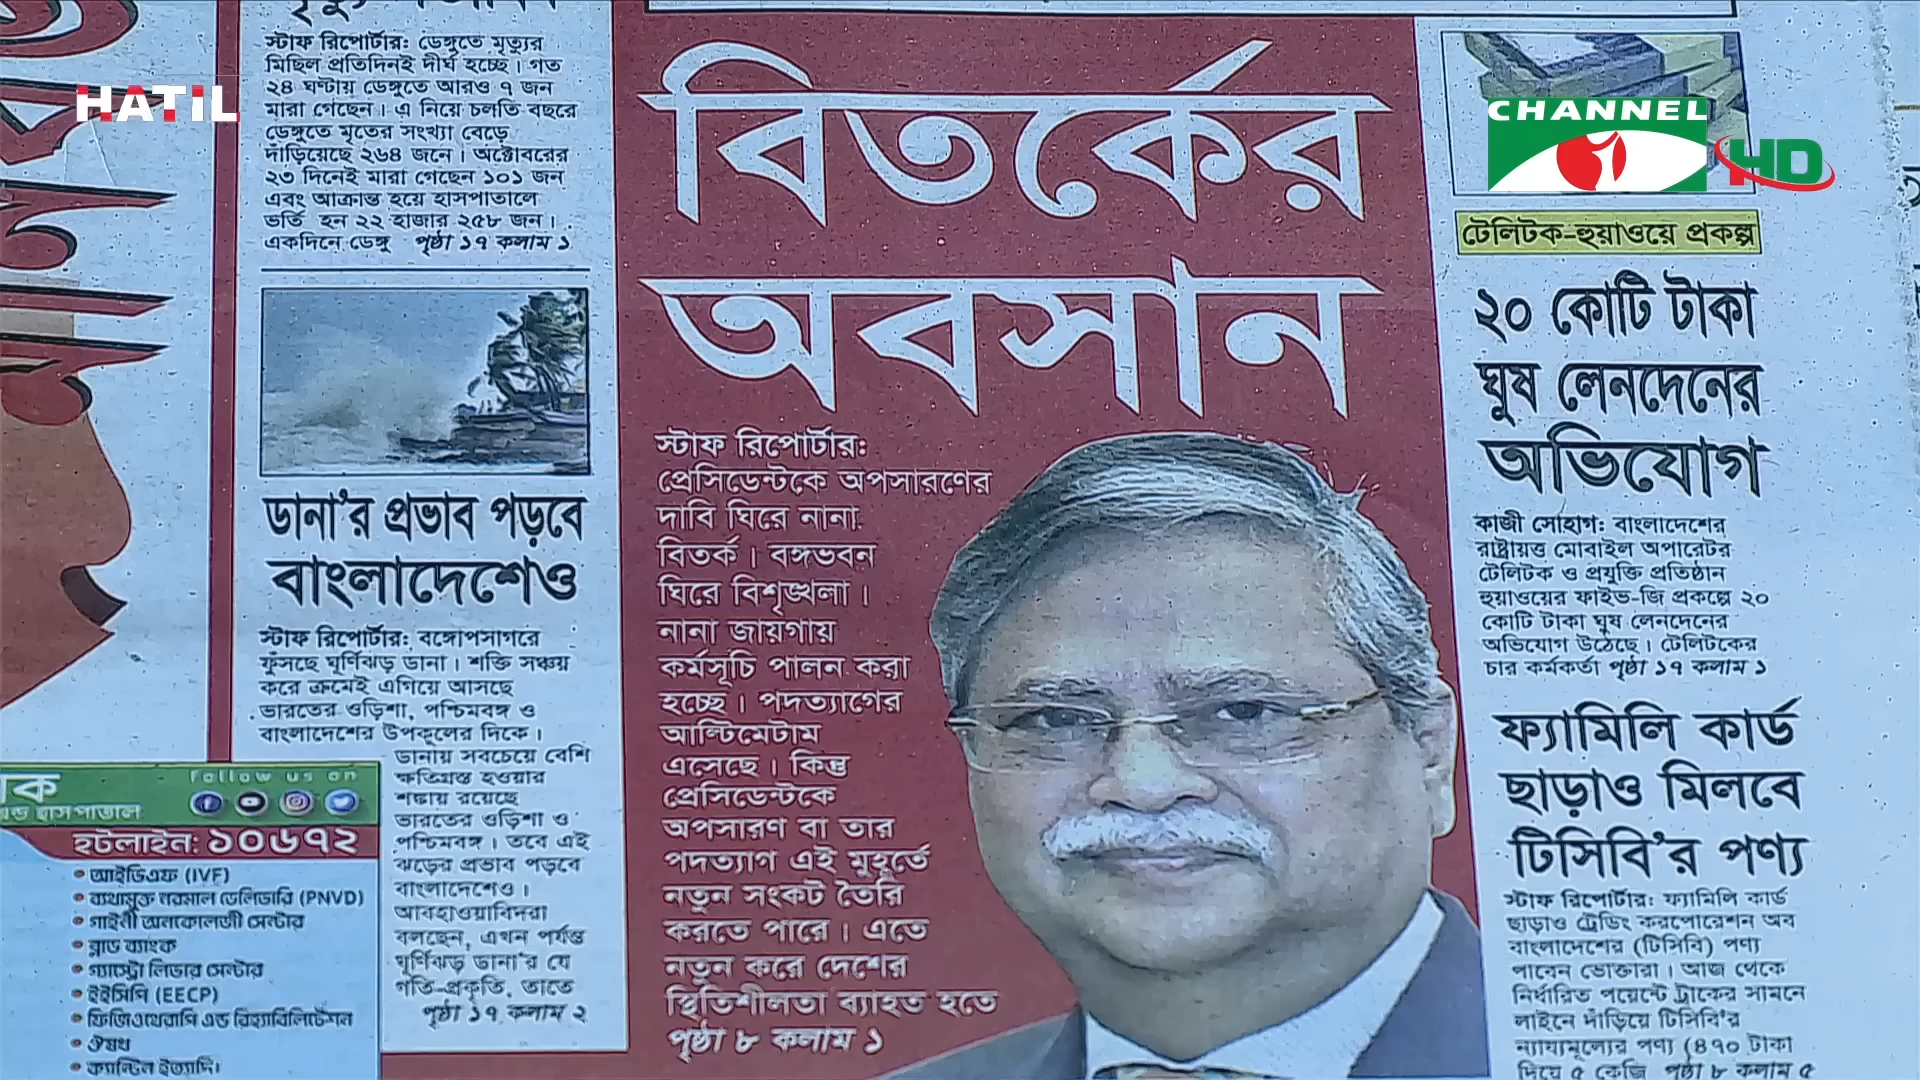 HATIL
স্টাফ রিপোর্টার: ডেঙ্গুতে মৃত্যুর
মিছিল প্রতিদিনই দীর্ঘ হচ্ছে। গত
২৪ ঘণ্টায় ডেঙ্গুতে আরও ৭ জন
মারা গেছেন। এ নিয়ে চলতি বছরে
ডেঙ্গুতে মৃতের সংখ্যা বেড়ে
দাঁড়িয়েছে ২৬৪ জনে। অক্টোবরের
২৩ দিনেই মারা গেছেন ১০১ জন
এবং আক্রান্ত হয়ে হাসপাতালে
ভর্তি হন ২২ হাজার ২৫৮ জন।
একদিনে ডেঙ্গু পৃষ্ঠা ১৭ কলাম ১
ডানা'র প্রভাব পড়বে
বাংলাদেশেও
স্টাফ রিপোর্টার: বঙ্গোপসাগরে
ফুঁসছে ঘূর্ণিঝড় ডানা। শক্তি সঞ্চয়
করে ক্রমেই এগিয়ে আসছে
ভারতের ওড়িশা, পশ্চিমবঙ্গ ও
বাংলাদেশের উপকূলের দিকে।
ডানায় সবচেয়ে বেশি
ক্ষতিগ্রস্ত হওয়ার
শঙ্কায় রয়েছে
ভারতের ওড়িশা ও
পশ্চিমবঙ্গ। তবে এই
ঝড়ের প্রভাব পড়বে
বাংলাদেশেও।
আবহাওয়াবিদরা
বলছেন, এখন পর্যন্ত
ঘূর্ণিঝড় ডানা'র যে
গতি-প্রকৃতি, তাতে
পৃষ্ঠা ১৭ কলাম ২
Follow us on
হাসপাতাল
হটলাইন: ১০৬৭২
আইভিএফ (IVF)
ব্যথামুক্ত নরমাল ডেলিভারি (PNVD)
গাইনী অনকোলজী সেন্টার
ব্লাড ব্যাংক
গ্যাস্ট্রো লিভার সেন্টার
ইইসিপি (EECP)
ফিজিওথেরাপি এন্ড রিহ্যাবিলিটেশন
ঔষধ
ক্যান্টিন ইত্যাদি।
বিতর্কের
অবসান
স্টাফ রিপোর্টার:
প্রেসিডেন্টকে অপসারণের
দাবি ঘিরে নানা
বিতর্ক। বঙ্গভবন
ঘিরে বিশৃঙ্খলা।
নানা জায়গায়
কর্মসূচি পালন করা
হচ্ছে। পদত্যাগের
আল্টিমেটাম
এসেছে। কিন্তু
প্রেসিডেন্টকে
অপসারণ বা তার
পদত্যাগ এই মুহূর্তে
নতুন সংকট তৈরি
করতে পারে। এতে
নতুন করে দেশের
স্থিতিশীলতা ব্যাহত হতে
পৃষ্ঠা ৮ কলাম ১
CHANNEL
HD
টেলিটক-হুয়াওয়ে প্রকল্প
২০ কোটি টাকা
ঘুষ লেনদেনের
অভিযোগ
কাজী সোহাগ: বাংলাদেশের
রাষ্ট্রায়ত্ত মোবাইল অপারেটর
টেলিটক ও প্রযুক্তি প্রতিষ্ঠান
হুয়াওয়ের ফাইভ-জি প্রকল্পে ২০
কোটি টাকা ঘুষ লেনদেনের
অভিযোগ উঠেছে। টেলিটকের
চার কর্মকর্তা পৃষ্ঠা ১৭ কলাম ১
ফ্যামিলি কার্ড
ছাড়াও মিলবে
টিসিবি'র পণ্য
স্টাফ রিপোর্টার: ফ্যামিলি কার্ড
ছাড়াও ট্রেডিং করপোরেশন অব
বাংলাদেশের (টিসিবি) পণ্য
পাবেন ভোক্তারা। আজ থেকে
নির্ধারিত পয়েন্টে ট্রাকের সামনে
লাইনে দাঁড়িয়ে টিসিবি'র
ন্যায্যমূল্যের পণ্য (৪৭০ টাকা
দিয়ে ৫ কেজি পৃষ্ঠা ৮ কলাম ৫